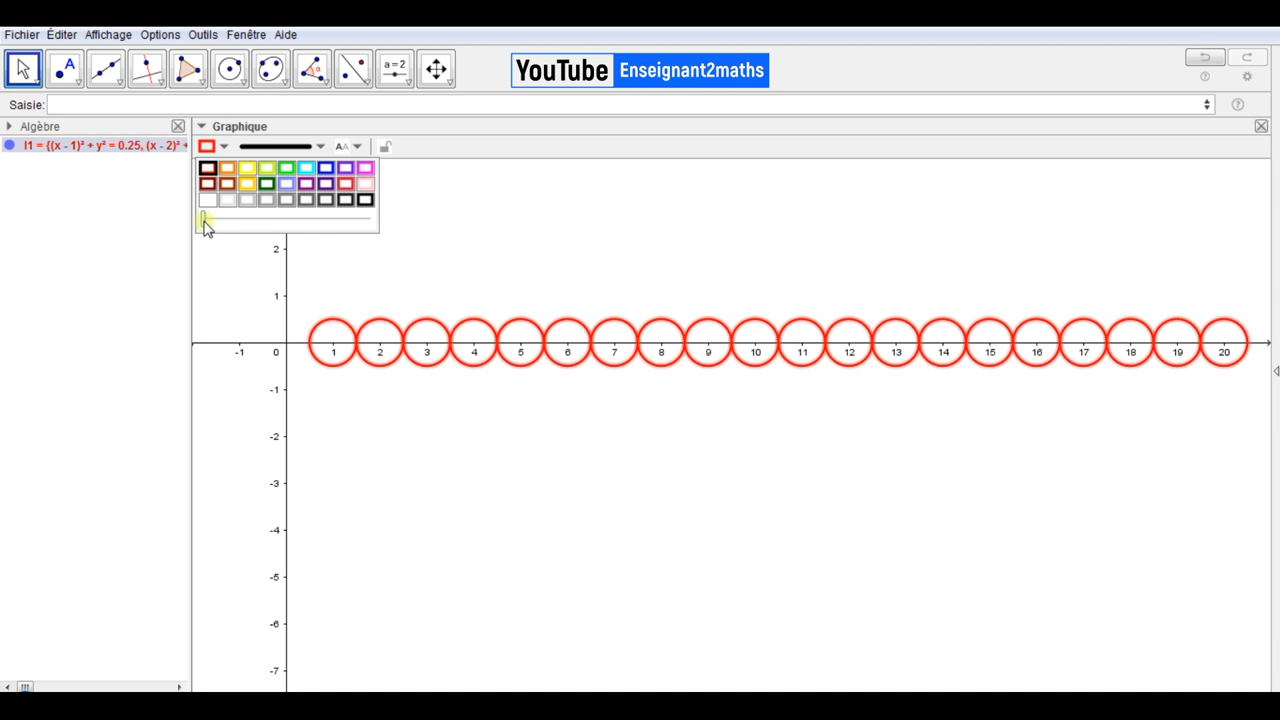 Fichier Éditer Affichage Options Outils Fenêtre Aide
A α a = 2 YouTube Enseignant2maths
Saisie:
Algèbre Graphique
l1 = {(x - 1)² + y² = 0.25, (x - 2)² + AA
2
1
-1 0 1 2 3 4 5 6 7 8 9 10 11 12 13 14 15 16 17 18 19 20
-1
-2
-3
-4
-5
-6
-7